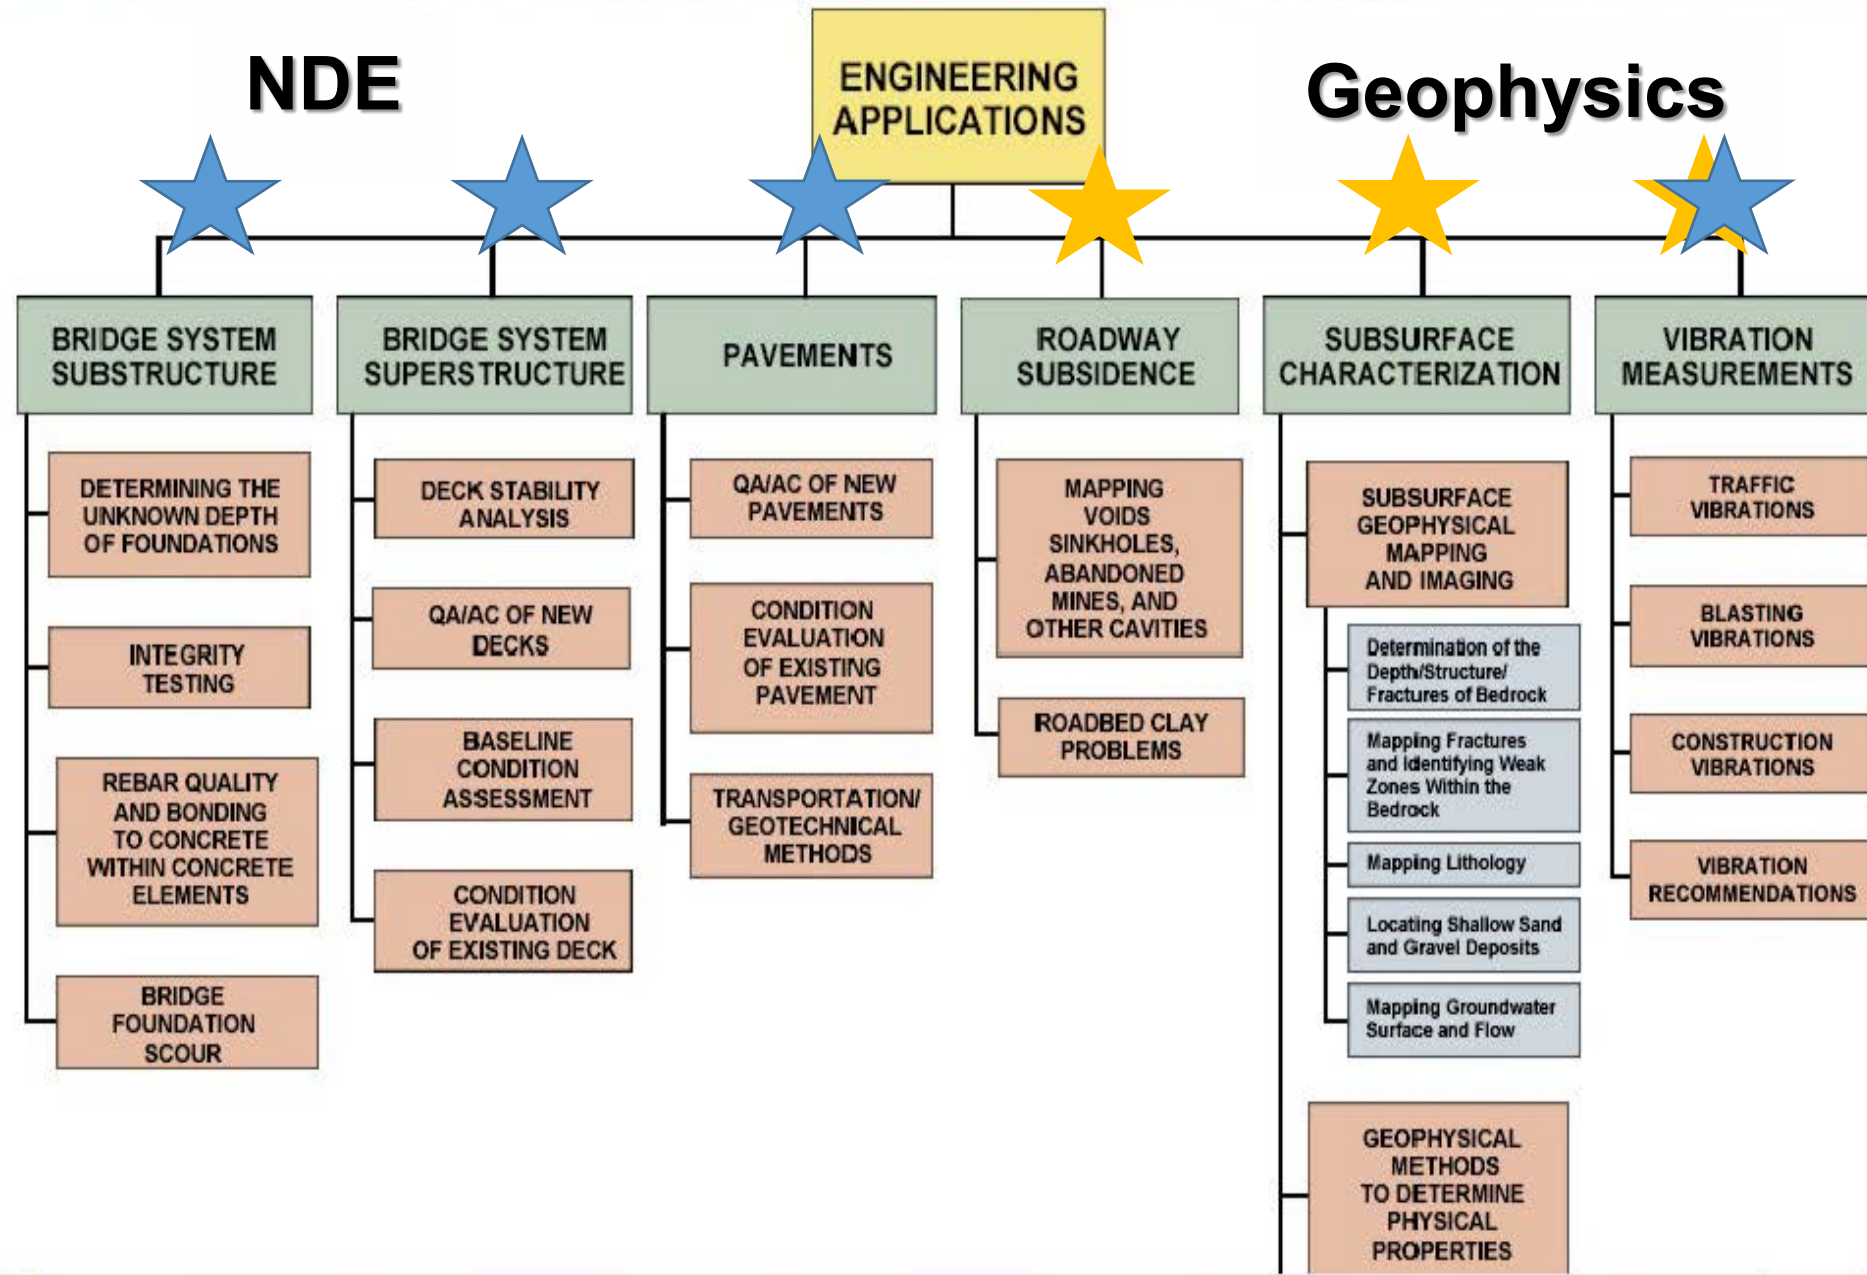 NDE
ENGINEERING
APPLICATIONS
Geophysics
BRIDGE SYSTEM
SUBSTRUCTURE
DETERMINING THE
UNKNOWN DEPTH
OF FOUNDATIONS
INTEGRITY
TESTING
REBAR QUALITY
AND BONDING
TO CONCRETE
WITHIN CONCRETE
ELEMENTS
BRIDGE
FOUNDATION
SCOUR
BRIDGE SYSTEM
SUPERSTRUCTURE
DECK STABILITY
ANALYSIS
QA/AC OF NEW
DECKS
BASELINE
CONDITION
ASSESSMENT
CONDITION
EVALUATION
OF EXISTING DECK
PAVEMENTS
QA/AC OF NEW
PAVEMENTS
CONDITION
EVALUATION
OF EXISTING
PAVEMENT
TRANSPORTATION/
GEOTECHNICAL
METHODS
ROADWAY
SUBSIDENCE
MAPPING
VOIDS
SINKHOLES,
ABANDONED
MINES, AND
OTHER CAVITIES
ROADBED CLAY
PROBLEMS
SUBSURFACE
CHARACTERIZATION
SUBSURFACE
GEOPHYSICAL
MAPPING
AND IMAGING
Determination of the
Depth/Structure/
Fractures of Bedrock
Mapping Fractures
and Identifying Weak
Zones Within the
Bedrock
Mapping Lithology
Locating Shallow Sand
and Gravel Deposits
Mapping Groundwater
Surface and Flow
GEOPHYSICAL
METHODS
TO DETERMINE
PHYSICAL
PROPERTIES
VIBRATION
MEASUREMENTS
TRAFFIC
VIBRATIONS
BLASTING
VIBRATIONS
CONSTRUCTION
VIBRATIONS
VIBRATION
RECOMMENDATIONS